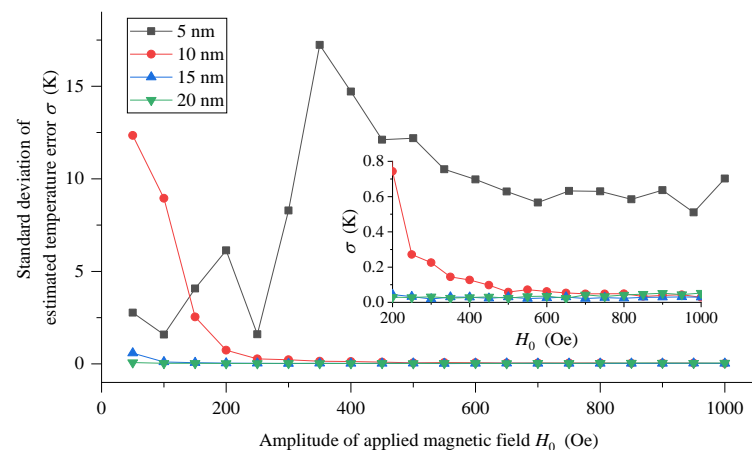 Standard deviation of
estimated temperature error σ (K)
15
10
5
0
5 nm
10 nm
15 nm
20 nm
0.8
0.6
0.4
0.2
0.0
σ (K)
200 400 600 800 1000
H₀ (Oe)
0 200 400 600 800 1000
Amplitude of applied magnetic field H₀ (Oe)